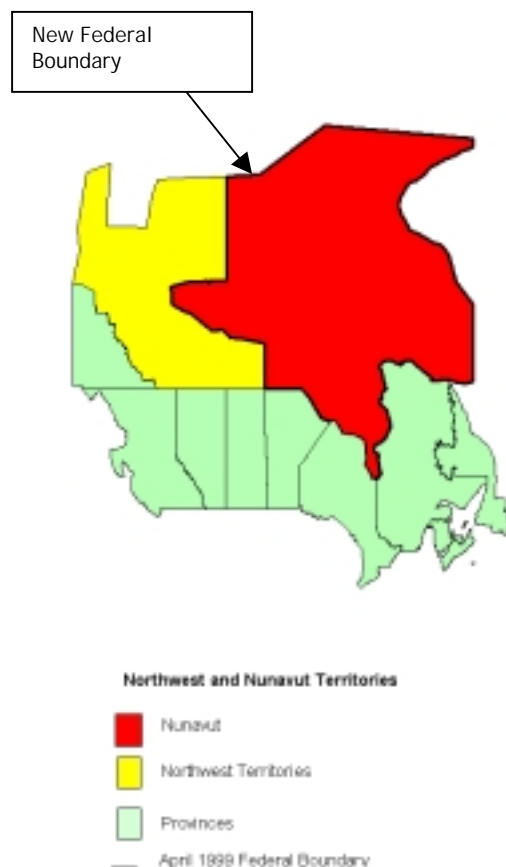 New Federal
Boundary
Northwest and Nunavut Territories
Nunavut
Northwest Territories
Provinces
April 1999 Federal Boundary